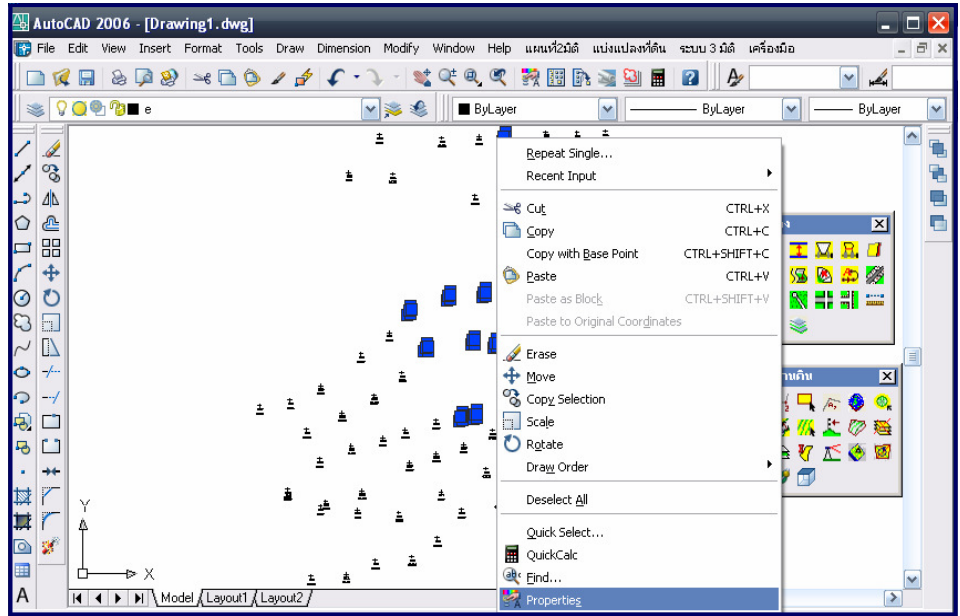 AutoCAD 2006 - [Drawing1.dwg]
File Edit View Insert Format Tools Draw Dimension Modify Window Help แผนที่2มิติ แบ่งแปลงที่ดิน ระบบ 3 มิติ เครื่องมือ
e ByLayer ByLayer ByLayer
Repeat Single...
Recent Input
Cut CTRL+X
Copy CTRL+C
Copy with Base Point CTRL+SHIFT+C
Paste CTRL+V
Paste as Block CTRL+SHIFT+V
Paste to Original Coordinates
Erase
Move
Copy Selection
Scale
Rotate
Draw Order
Deselect All
Quick Select...
QuickCalc
Find...
Properties
Y
X
A
Model Layout1 Layout2